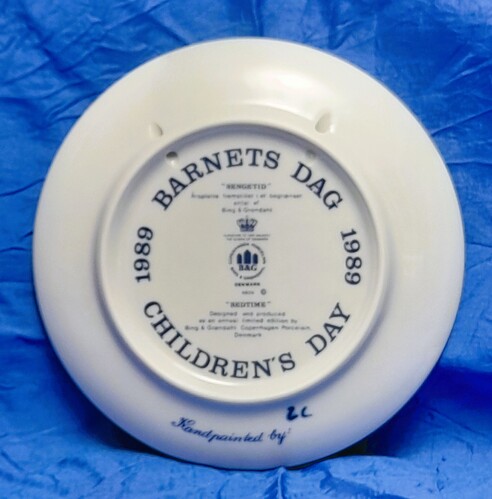 BARNETS DAG
1989
1989
"SENGETID"
Bing & Grøndahl
B&G
DENMARK
©
"BEDTIME"
Designed and produced
as an annual limited edition by
Bing & Grøndahl Copenhagen Porcelain,
Denmark
CHILDREN'S DAY
Handpainted by: